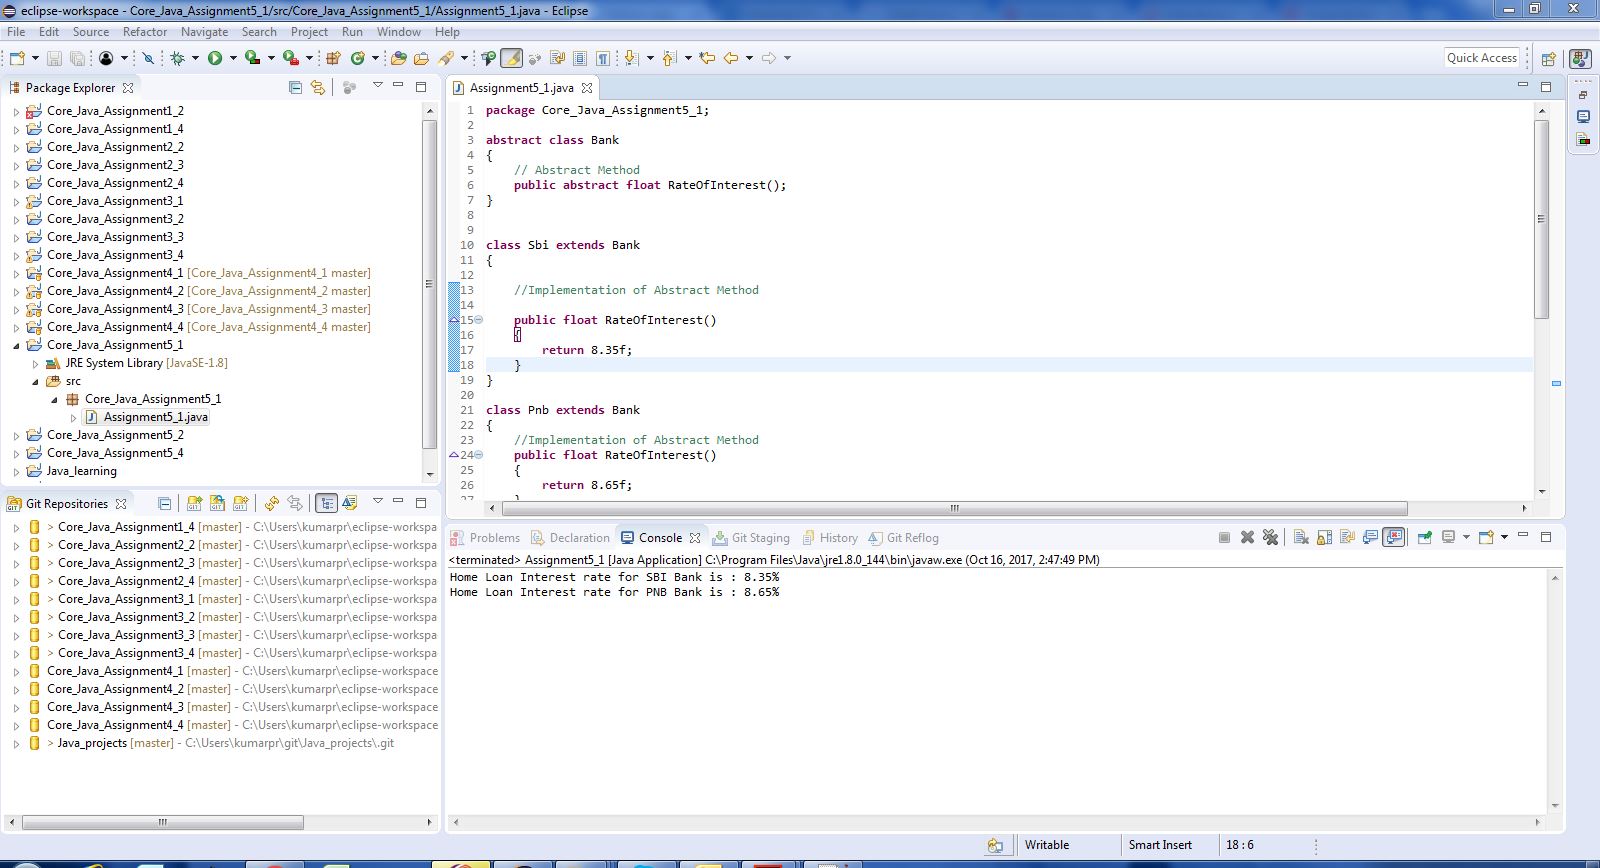 eclipse-workspace - Core_Java_Assignment5_1/src/Core_Java_Assignment5_1/Assignment5_1.java - Eclipse
File Edit Source Refactor Navigate Search Project Run Window Help
Quick Access
Package Explorer
Core_Java_Assignment1_2
Core_Java_Assignment1_4
Core_Java_Assignment2_2
Core_Java_Assignment2_3
Core_Java_Assignment2_4
Core_Java_Assignment3_1
Core_Java_Assignment3_2
Core_Java_Assignment3_3
Core_Java_Assignment3_4
Core_Java_Assignment4_1 [Core_Java_Assignment4_1 master]
Core_Java_Assignment4_2 [Core_Java_Assignment4_2 master]
Core_Java_Assignment4_3 [Core_Java_Assignment4_3 master]
Core_Java_Assignment4_4 [Core_Java_Assignment4_4 master]
Core_Java_Assignment5_1
JRE System Library [JavaSE-1.8]
src
Core_Java_Assignment5_1
Assignment5_1.java
Core_Java_Assignment5_2
Core_Java_Assignment5_4
Java_learning
Git Repositories
> Core_Java_Assignment1_4 [master] - C:\Users\kumarpr\eclipse-workspa
> Core_Java_Assignment2_2 [master] - C:\Users\kumarpr\eclipse-workspa
> Core_Java_Assignment2_3 [master] - C:\Users\kumarpr\eclipse-workspa
> Core_Java_Assignment2_4 [master] - C:\Users\kumarpr\eclipse-workspa
> Core_Java_Assignment3_1 [master] - C:\Users\kumarpr\eclipse-workspa
> Core_Java_Assignment3_2 [master] - C:\Users\kumarpr\eclipse-workspa
> Core_Java_Assignment3_3 [master] - C:\Users\kumarpr\eclipse-workspa
> Core_Java_Assignment3_4 [master] - C:\Users\kumarpr\eclipse-workspa
Core_Java_Assignment4_1 [master] - C:\Users\kumarpr\eclipse-workspace
Core_Java_Assignment4_2 [master] - C:\Users\kumarpr\eclipse-workspace
Core_Java_Assignment4_3 [master] - C:\Users\kumarpr\eclipse-workspace
Core_Java_Assignment4_4 [master] - C:\Users\kumarpr\eclipse-workspace
> Java_projects [master] - C:\Users\kumarpr\git\Java_projects\.git
Assignment5_1.java
1 package Core_Java_Assignment5_1;
2
3 abstract class Bank
4 {
5 // Abstract Method
6 public abstract float RateOfInterest();
7 }
8
9
10 class Sbi extends Bank
11 {
12
13 //Implementation of Abstract Method
14
15 public float RateOfInterest()
16 {
17 return 8.35f;
18 }
19 }
20
21 class Pnb extends Bank
22 {
23 //Implementation of Abstract Method
24 public float RateOfInterest()
25 {
26 return 8.65f;
27 }
Problems Declaration Console Git Staging History Git Reflog
<terminated> Assignment5_1 [Java Application] C:\Program Files\Java\jre1.8.0_144\bin\javaw.exe (Oct 16, 2017, 2:47:49 PM)
Home Loan Interest rate for SBI Bank is : 8.35%
Home Loan Interest rate for PNB Bank is : 8.65%
Writable Smart Insert 18 : 6